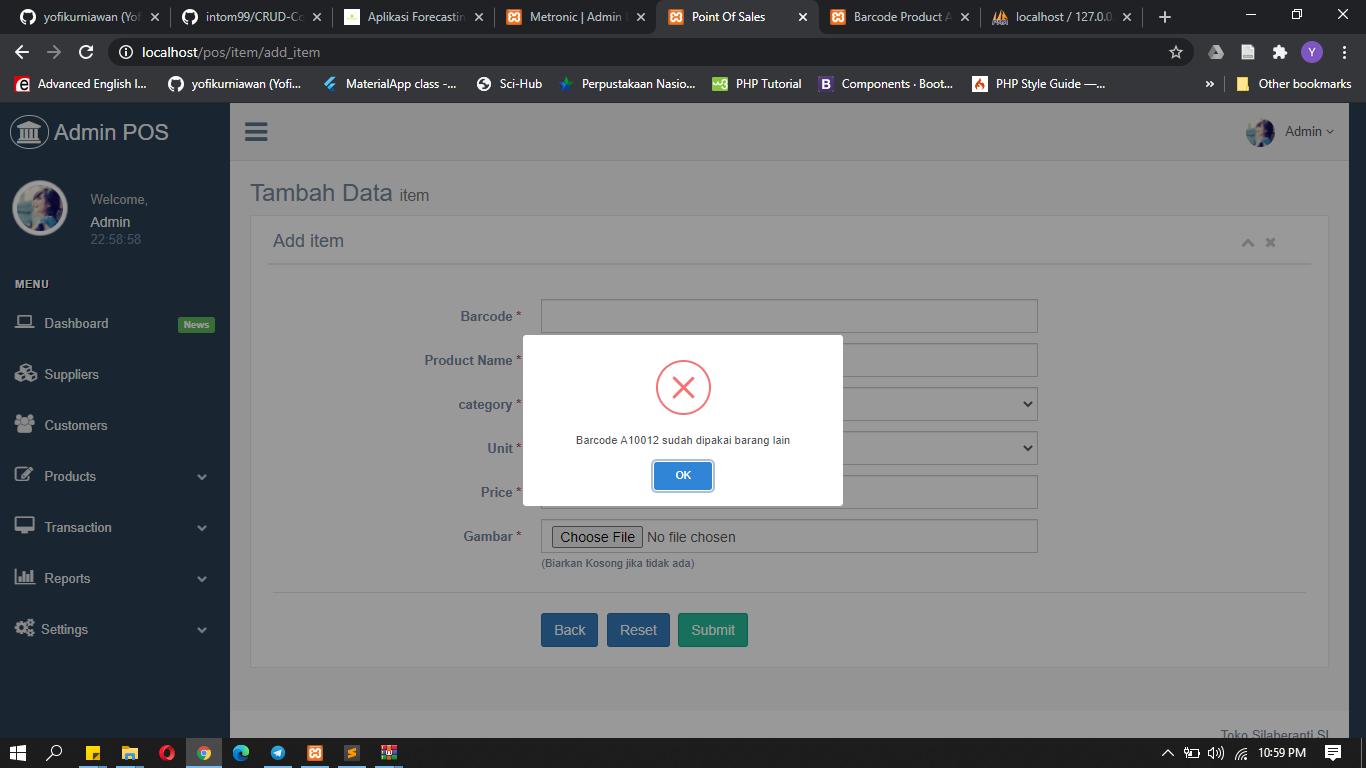 yofikurniawan (Yof
intom99/CRUD-Co
Aplikasi Forecastin
Metronic | Admin
Point Of Sales
Barcode Product A
localhost / 127.0.0
localhost/pos/item/add_item
Y
Advanced English I...
yofikurniawan (Yofi...
MaterialApp class -...
Sci-Hub
Perpustakaan Nasio...
PHP Tutorial
Components · Boot...
PHP Style Guide —...
»
Other bookmarks
Admin POS
Admin
Welcome,
Admin
22:58:58
MENU
Dashboard
News
Suppliers
Customers
Products
Transaction
Reports
Settings
Tambah Data item
Add item
Barcode *
Product Name *
category *
Unit *
Price *
Gambar *
Choose File No file chosen
(Biarkan Kosong jika tidak ada)
Back
Reset
Submit
Barcode A10012 sudah dipakai barang lain
OK
Toko Silaberanti SI
10:59 PM